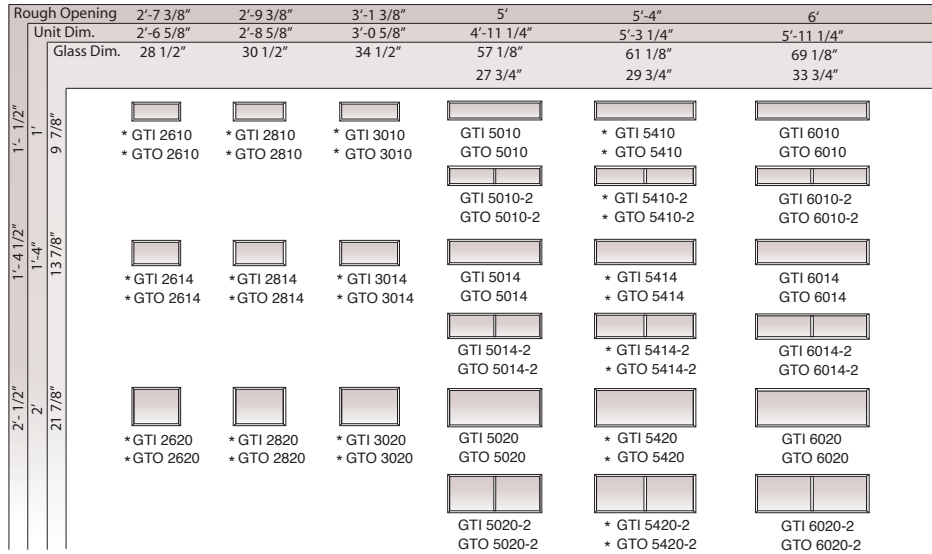 Rough Opening 2'-7 3/8" 2'-9 3/8" 3'-1 3/8" 5' 5'-4" 6'
Unit Dim. 2'-6 5/8" 2'-8 5/8" 3'-0 5/8" 4'-11 1/4" 5'-3 1/4" 5'-11 1/4"
Glass Dim. 28 1/2" 30 1/2" 34 1/2" 57 1/8" 61 1/8" 69 1/8"
27 3/4" 29 3/4" 33 3/4"
1'- 1/2" 1' 9 7/8"
* GTI 2610 * GTI 2810 * GTI 3010 GTI 5010 * GTI 5410 GTI 6010
* GTO 2610 * GTO 2810 * GTO 3010 GTO 5010 * GTO 5410 GTO 6010
GTI 5010-2 * GTI 5410-2 GTI 6010-2
GTO 5010-2 * GTO 5410-2 GTO 6010-2
1'- 4 1/2" 1'-4" 13 7/8"
* GTI 2614 * GTI 2814 * GTI 3014 GTI 5014 * GTI 5414 GTI 6014
* GTO 2614 * GTO 2814 * GTO 3014 GTO 5014 * GTO 5414 GTO 6014
GTI 5014-2 * GTI 5414-2 GTI 6014-2
GTO 5014-2 * GTO 5414-2 GTO 6014-2
2'- 1/2" 2' 21 7/8"
* GTI 2620 * GTI 2820 * GTI 3020 GTI 5020 * GTI 5420 GTI 6020
* GTO 2620 * GTO 2820 * GTO 3020 GTO 5020 * GTO 5420 GTO 6020
GTI 5020-2 * GTI 5420-2 GTI 6020-2
GTO 5020-2 * GTO 5420-2 GTO 6020-2